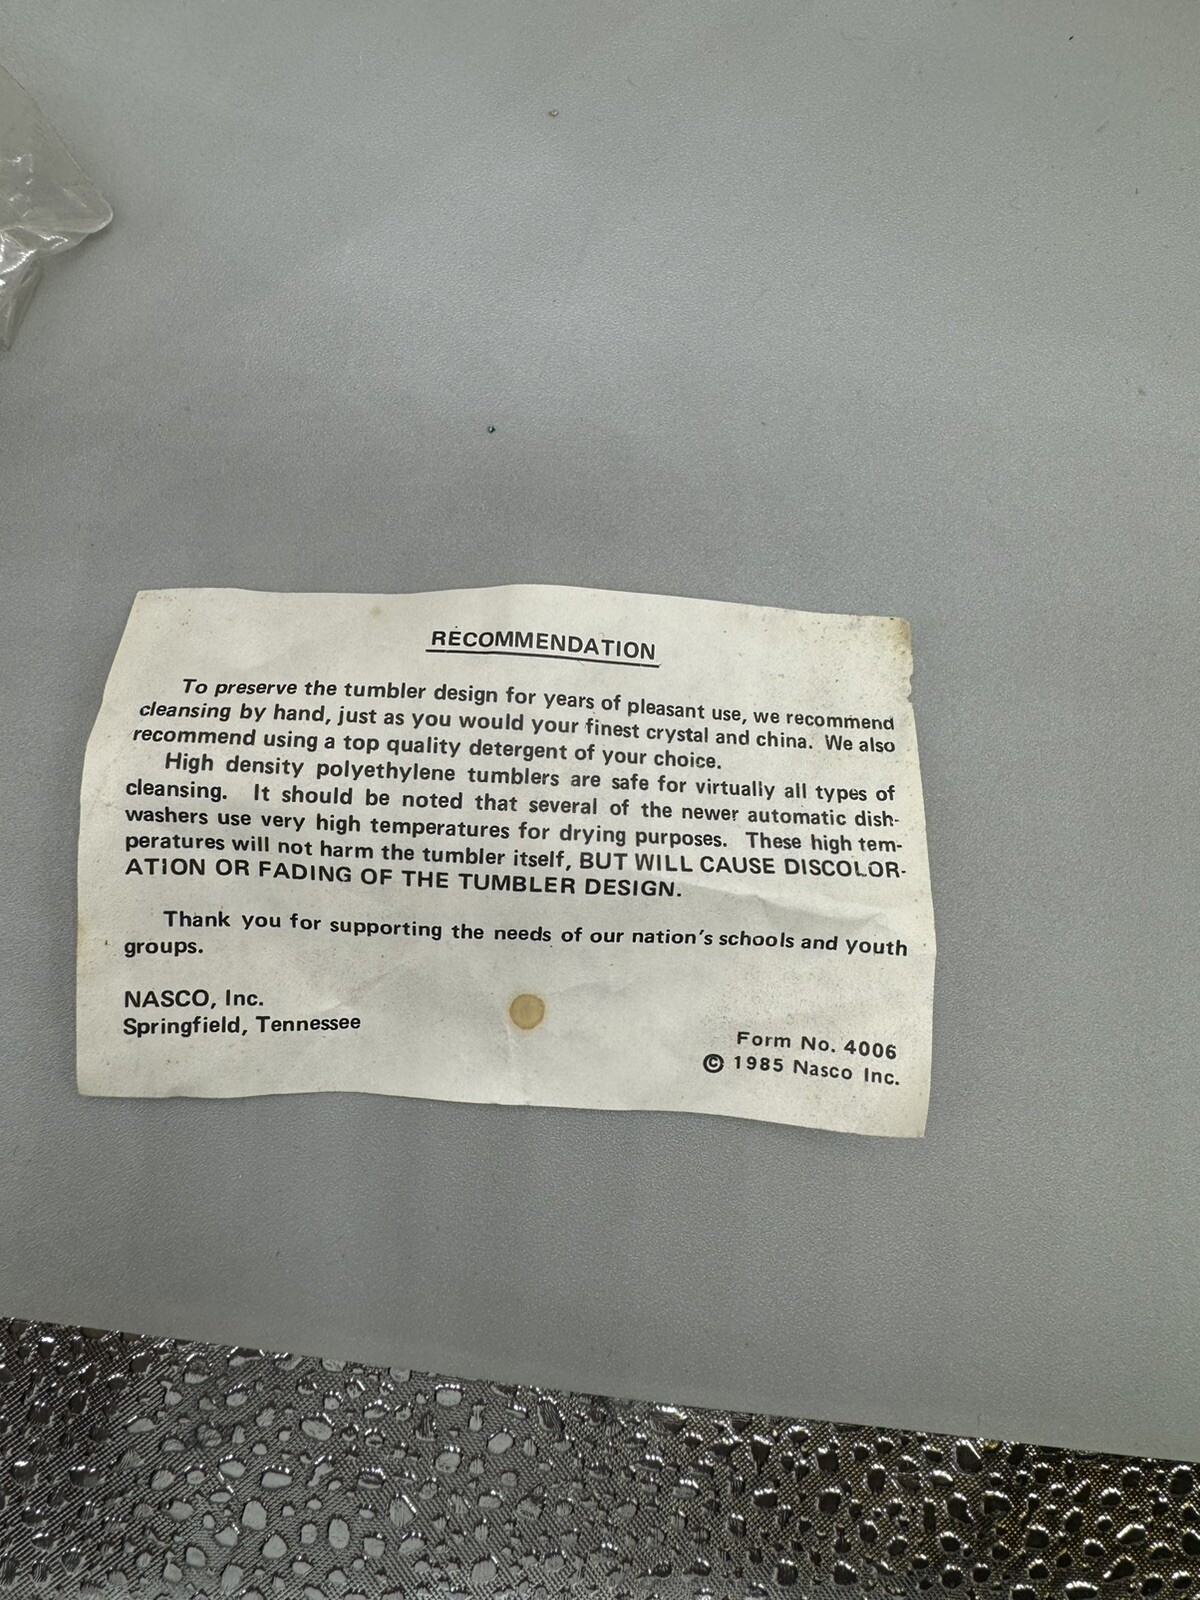 RECOMMENDATION
To preserve the tumbler design for years of pleasant use, we recommend
cleansing by hand, just as you would your finest crystal and china. We also
recommend using a top quality detergent of your choice.
High density polyethylene tumblers are safe for virtually all types of
cleansing. It should be noted that several of the newer automatic dish-
washers use very high temperatures for drying purposes. These high tem-
peratures will not harm the tumbler itself, BUT WILL CAUSE DISCOLOR-
ATION OR FADING OF THE TUMBLER DESIGN.
Thank you for supporting the needs of our nation's schools and youth
groups.
NASCO, Inc.
Springfield, Tennessee
Form No. 4006
© 1985 Nasco Inc.